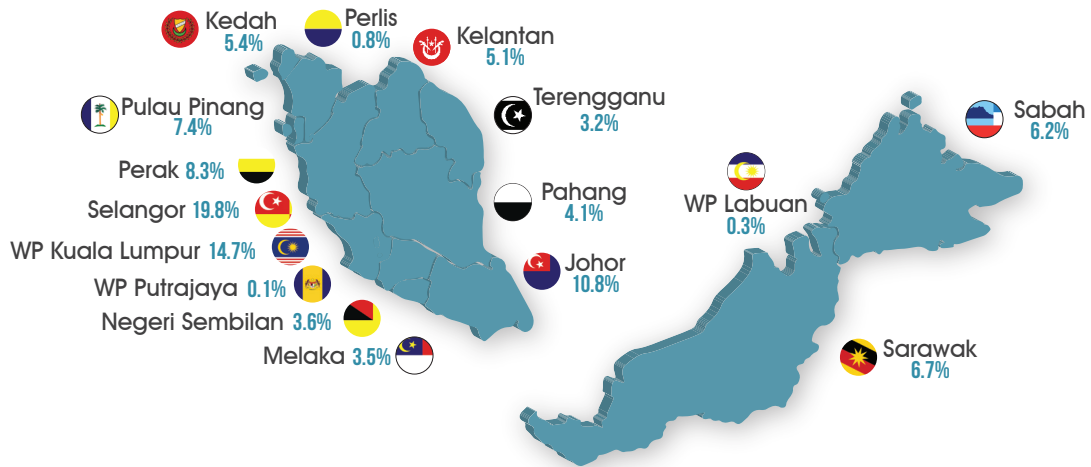 Kedah
5.4%
Perlis
0.8%
Kelantan
5.1%
Pulau Pinang
7.4%
Terengganu
3.2%
Sabah
6.2%
Perak 8.3%
Pahang
4.1%
WP Labuan
0.3%
Selangor 19.8%
WP Kuala Lumpur 14.7%
Johor
10.8%
WP Putrajaya 0.1%
Negeri Sembilan 3.6%
Melaka 3.5%
Sarawak
6.7%